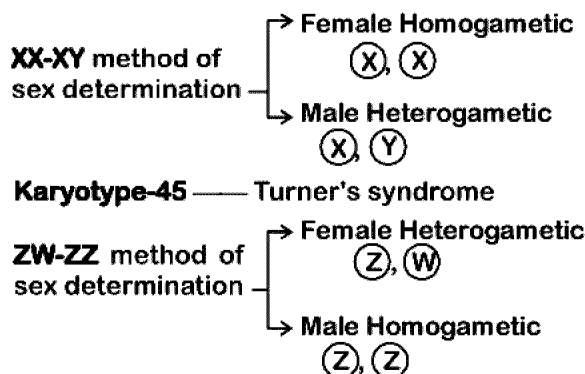 Female Homogametic
XX-XY method of
X, X
sex determination
Male Heterogametic
X, Y
Karyotype-45 — Turner's syndrome
Female Heterogametic
ZW-ZZ method of
Z, W
sex determination
Male Homogametic
Z, Z